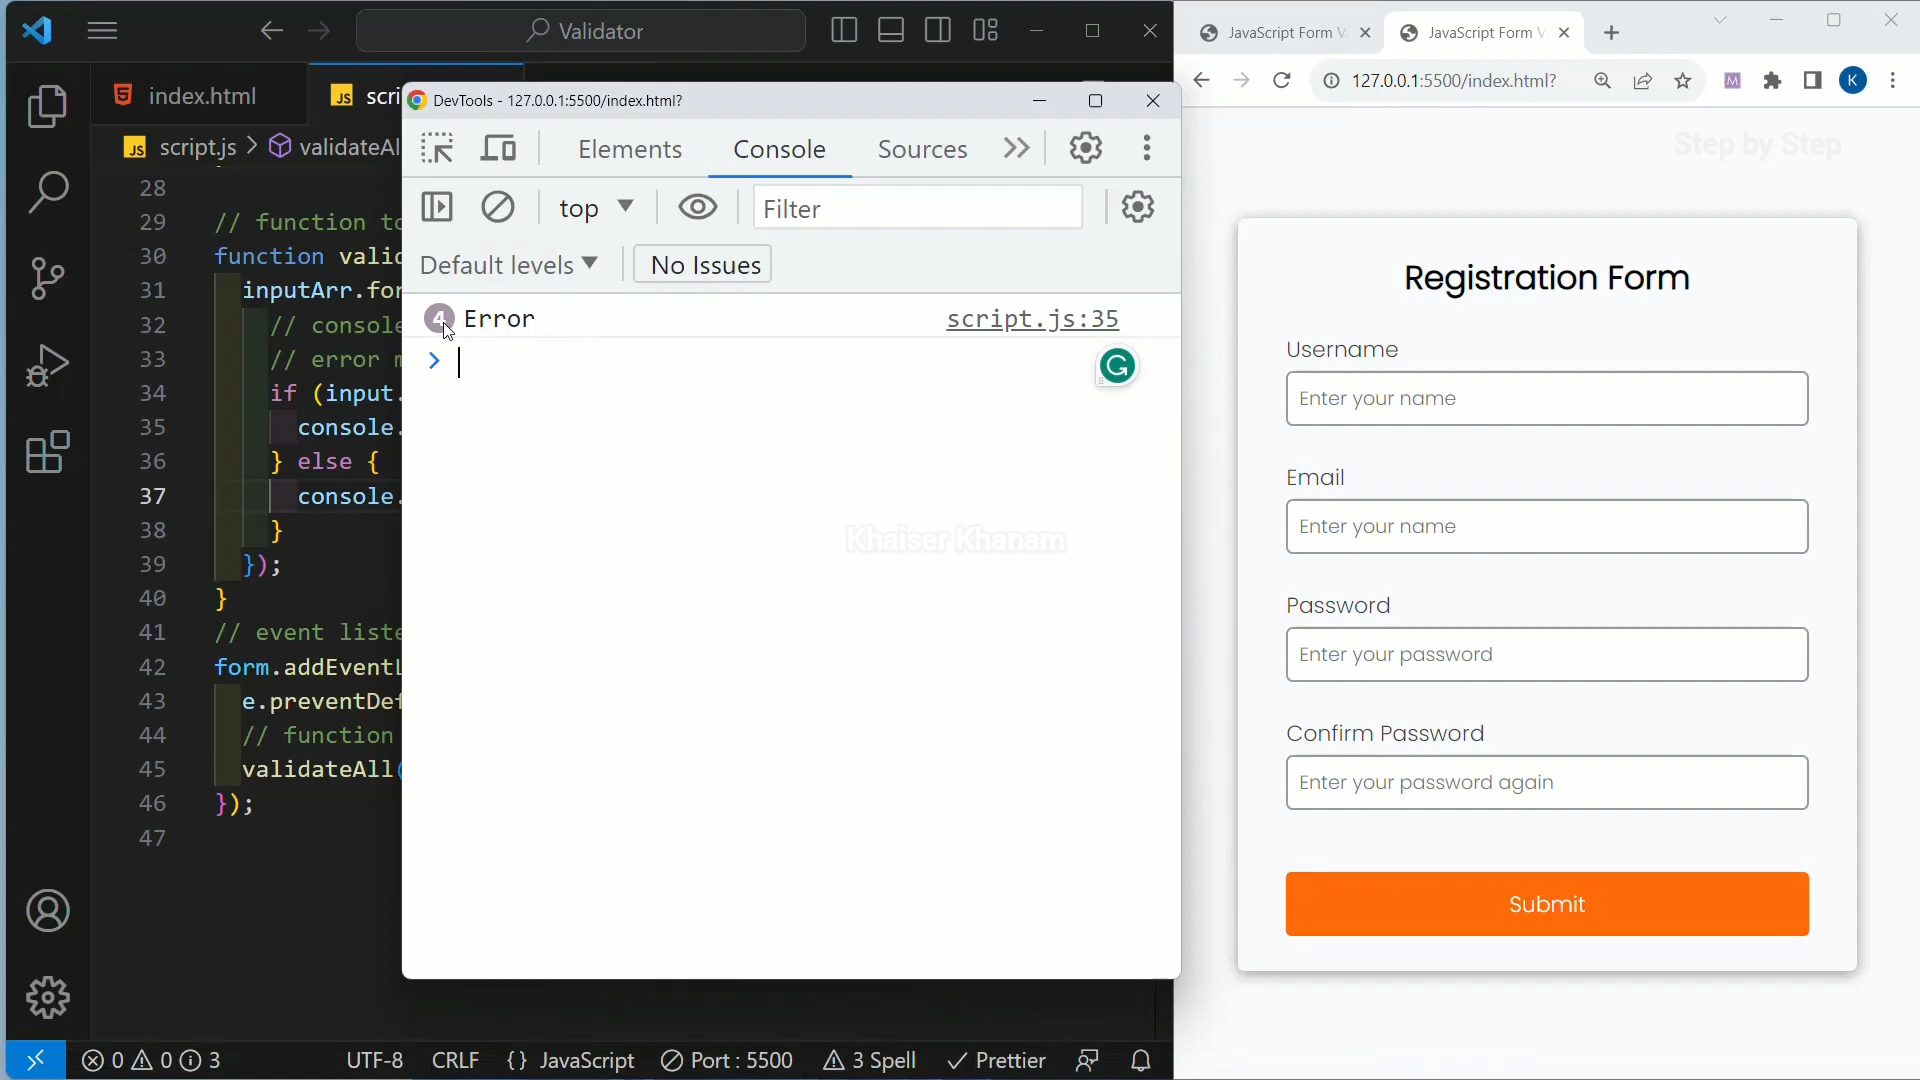 Validator
index.html
JS scri
JS script.js > validateAl
28
29 // function to
30 function valid
31 inputArr.for
32 // console
33 // error m
34 if (input.
35 console.
36 } else {
37 console.
38 }
39 });
40 }
41 // event liste
42 form.addEventL
43 e.preventDef
44 // function
45 validateAll(
46 });
47
0 0 3
UTF-8 CRLF {} JavaScript Port : 5500 3 Spell Prettier
DevTools - 127.0.0.1:5500/index.html?
Elements Console Sources
top Filter
Default levels No Issues
4 Error script.js:35
>
Khaiser Khanam
JavaScript Form V
JavaScript Form V
127.0.0.1:5500/index.html?
M
K
Step by Step
Registration Form
Username
Enter your name
Email
Enter your name
Password
Enter your password
Confirm Password
Enter your password again
Submit